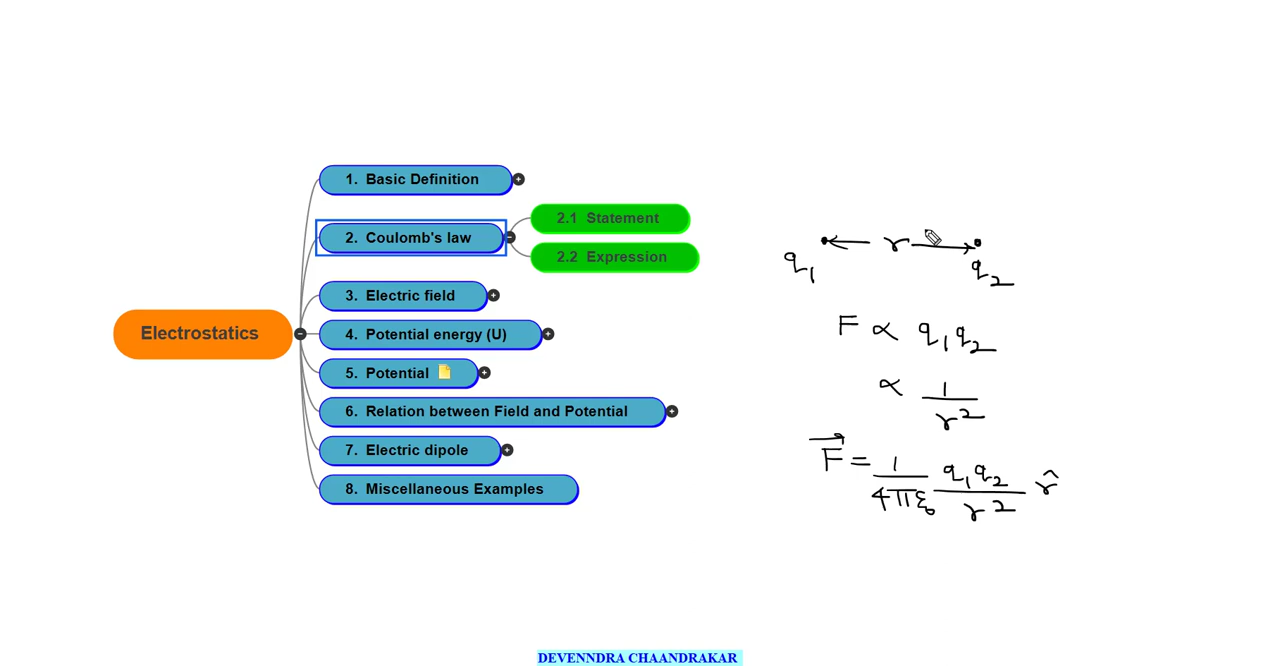 Electrostatics
1. Basic Definition
2. Coulomb's law
2.1 Statement
2.2 Expression
3. Electric field
4. Potential energy (U)
5. Potential
6. Relation between Field and Potential
7. Electric dipole
8. Miscellaneous Examples
r
q₁ q₂
F ∝ q₁q₂
∝ 1/r²
F⃗ = 1/4πε₀ q₁q₂/r² r̂
DEVENNDRA CHAANDRAKAR